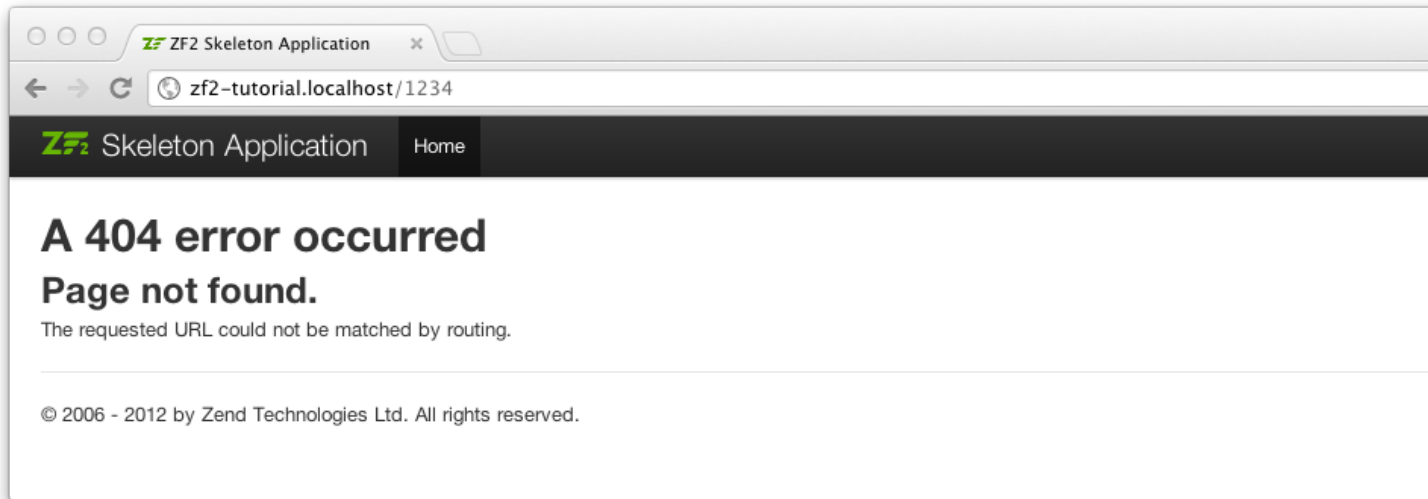 ZF ZF2 Skeleton Application
zf2-tutorial.localhost/1234
ZF2 Skeleton Application Home
A 404 error occurred
Page not found.
The requested URL could not be matched by routing.
© 2006 - 2012 by Zend Technologies Ltd. All rights reserved.